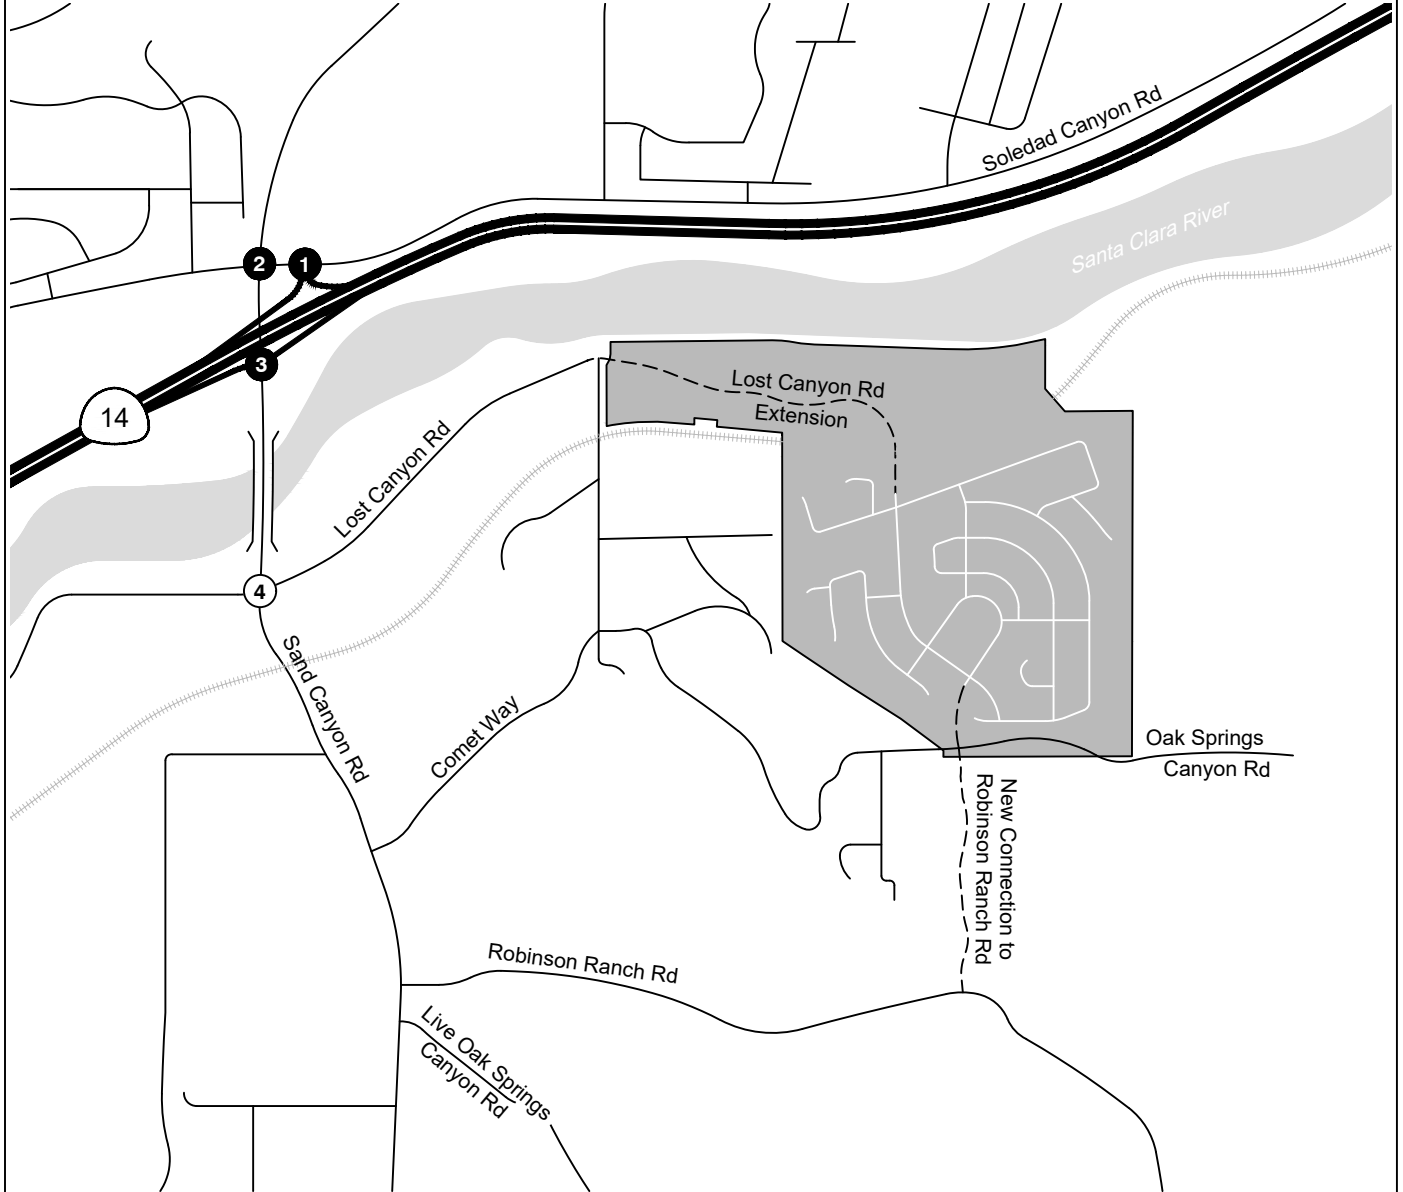 Soledad Canyon Rd
Santa Clara River
2
1
3
14
Lost Canyon Rd
Extension
Lost Canyon Rd
4
Sand Canyon Rd
Comet Way
Oak Springs
Canyon Rd
New Connection to
Robinson Ranch Rd
Robinson Ranch Rd
Live Oak Springs
Canyon Rd